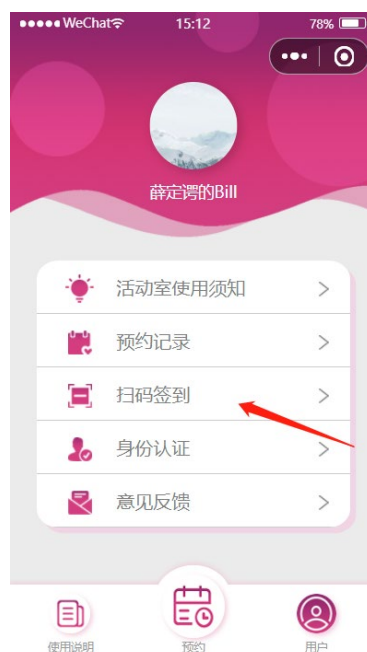 WeChat 15:12 78%
薛定谔的Bill
活动室使用须知
预约记录
扫码签到
身份认证
意见反馈
使用说明 预约 用户